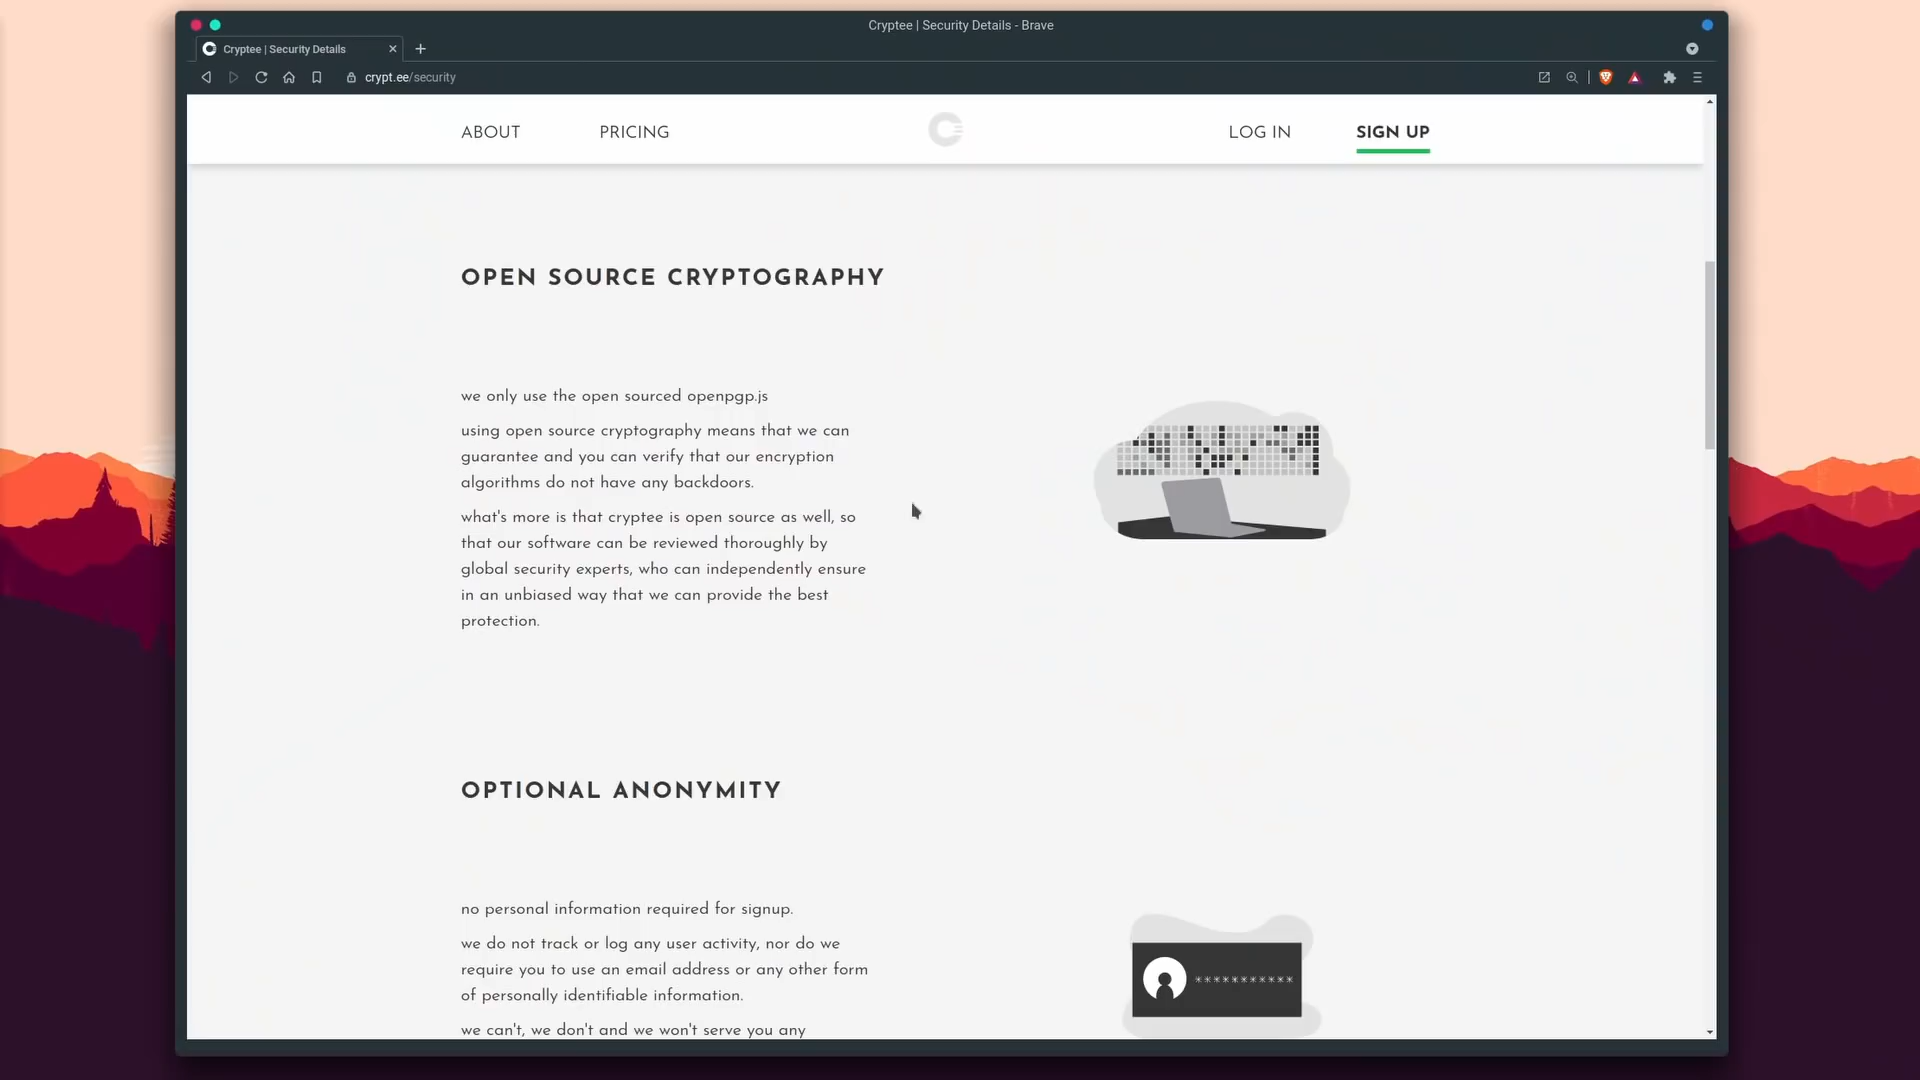 Cryptee | Security Details - Brave
Cryptee | Security Details
crypt.ee/security
ABOUT
PRICING
LOG IN
SIGN UP
OPEN SOURCE CRYPTOGRAPHY
we only use the open sourced openpgp.js
using open source cryptography means that we can
guarantee and you can verify that our encryption
algorithms do not have any backdoors.
what's more is that cryptee is open source as well, so
that our software can be reviewed thoroughly by
global security experts, who can independently ensure
in an unbiased way that we can provide the best
protection.
OPTIONAL ANONYMITY
no personal information required for signup.
we do not track or log any user activity, nor do we
require you to use an email address or any other form
of personally identifiable information.
we can't, we don't and we won't serve you any
***********